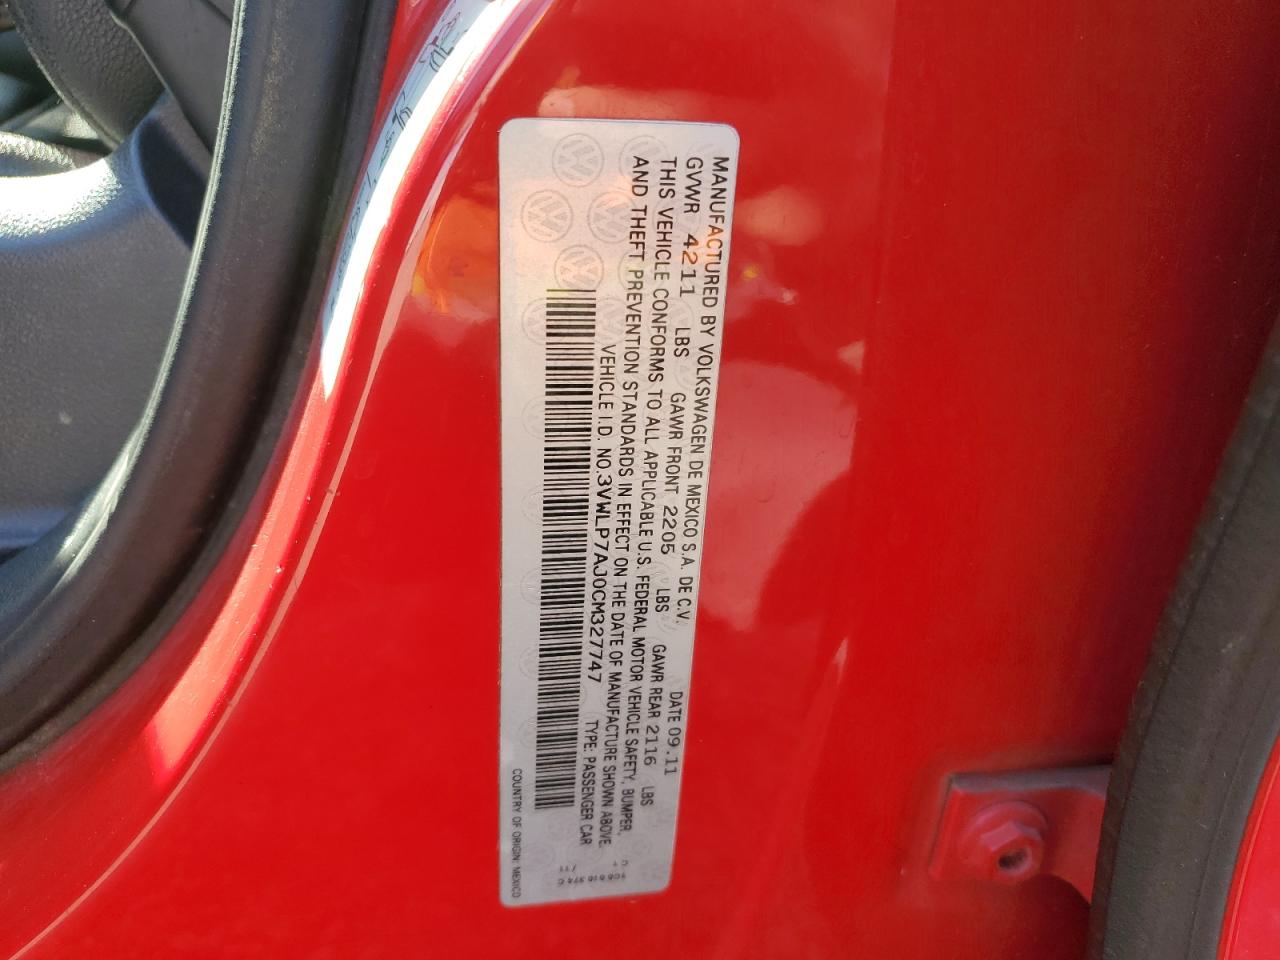 MANUFACTURED BY VOLKSWAGEN DE MEXICO S.A. DE C.V. DATE 09.11
GVWR 4211 LBS GAWR FRONT 2205 LBS GAWR REAR 2116 LBS
THIS VEHICLE CONFORMS TO ALL APPLICABLE U.S. FEDERAL MOTOR VEHICLE SAFETY, BUMPER,
AND THEFT PREVENTION STANDARDS IN EFFECT ON THE DATE OF MANUFACTURE SHOWN ABOVE.
VEHICLE I.D. NO.3VWLP7AJ0CM327747 TYPE: PASSENGER CAR
COUNTRY OF ORIGIN: MEXICO